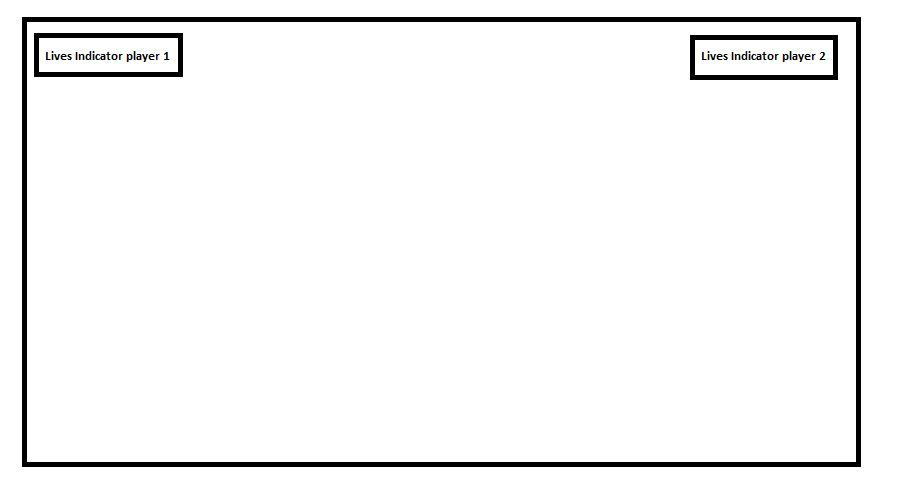 Lives Indicator player 1
Lives Indicator player 2